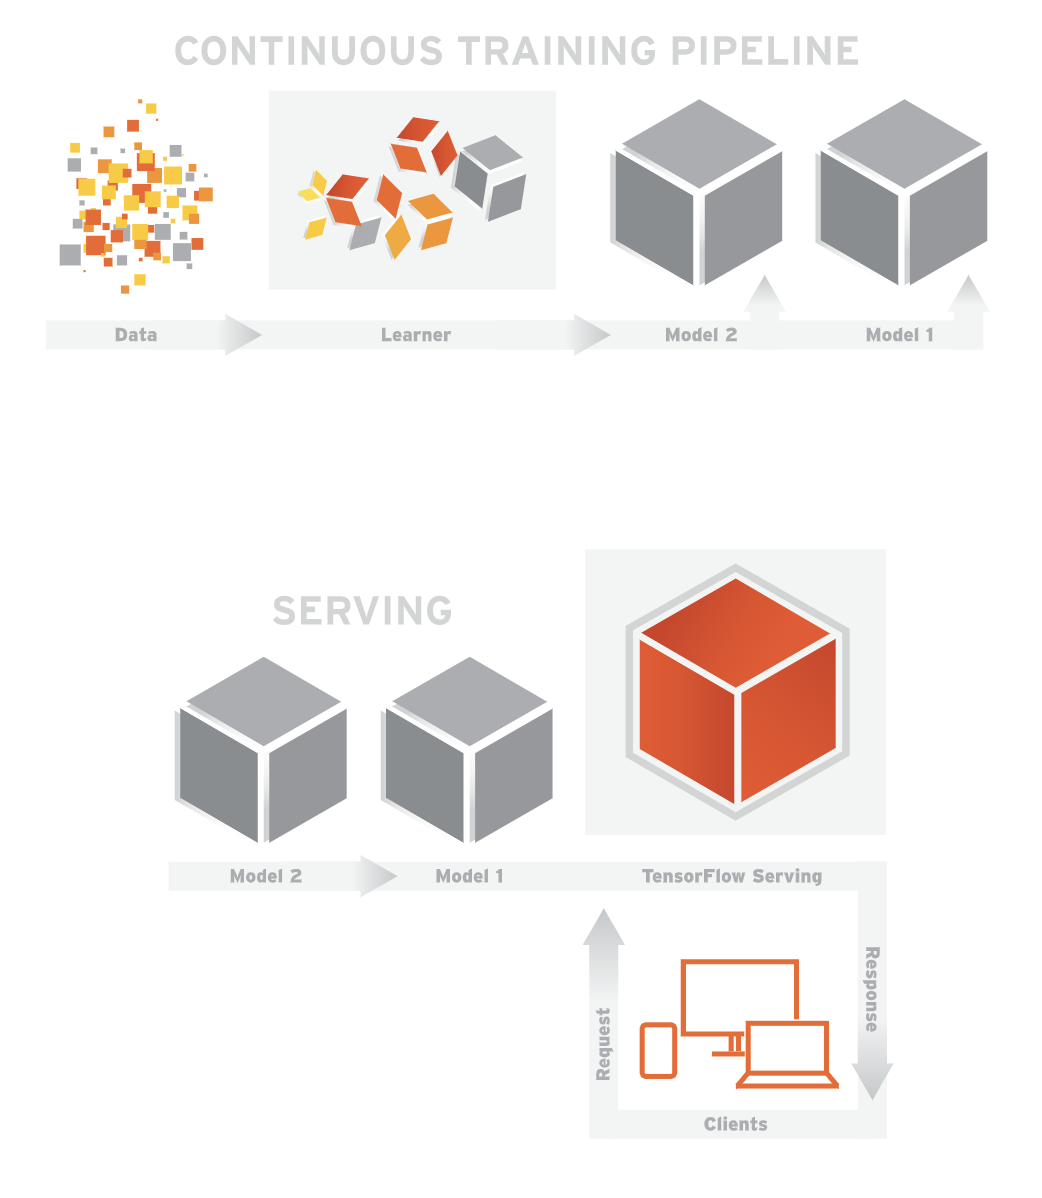 CONTINUOUS TRAINING PIPELINE
Data
Learner
Model 2
Model 1
SERVING
Model 2
Model 1
TensorFlow Serving
Request
Response
Clients